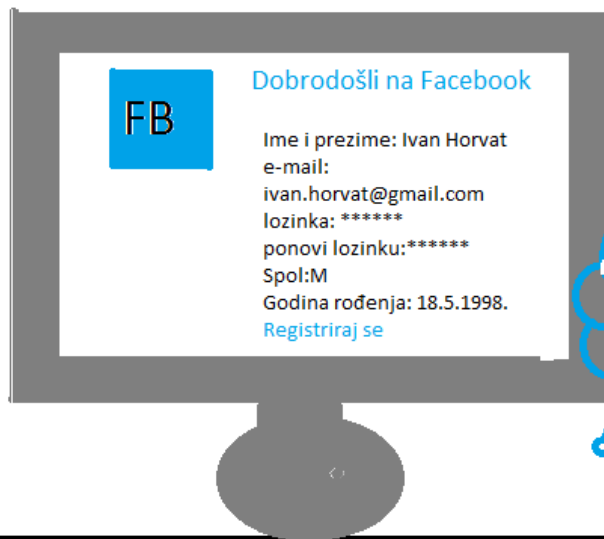 FB
Dobrodošli na Facebook
Ime i prezime: Ivan Horvat
e-mail:
ivan.horvat@gmail.com
lozinka: ******
ponovi lozinku:******
Spol:M
Godina rođenja: 18.5.1998.
Registriraj se